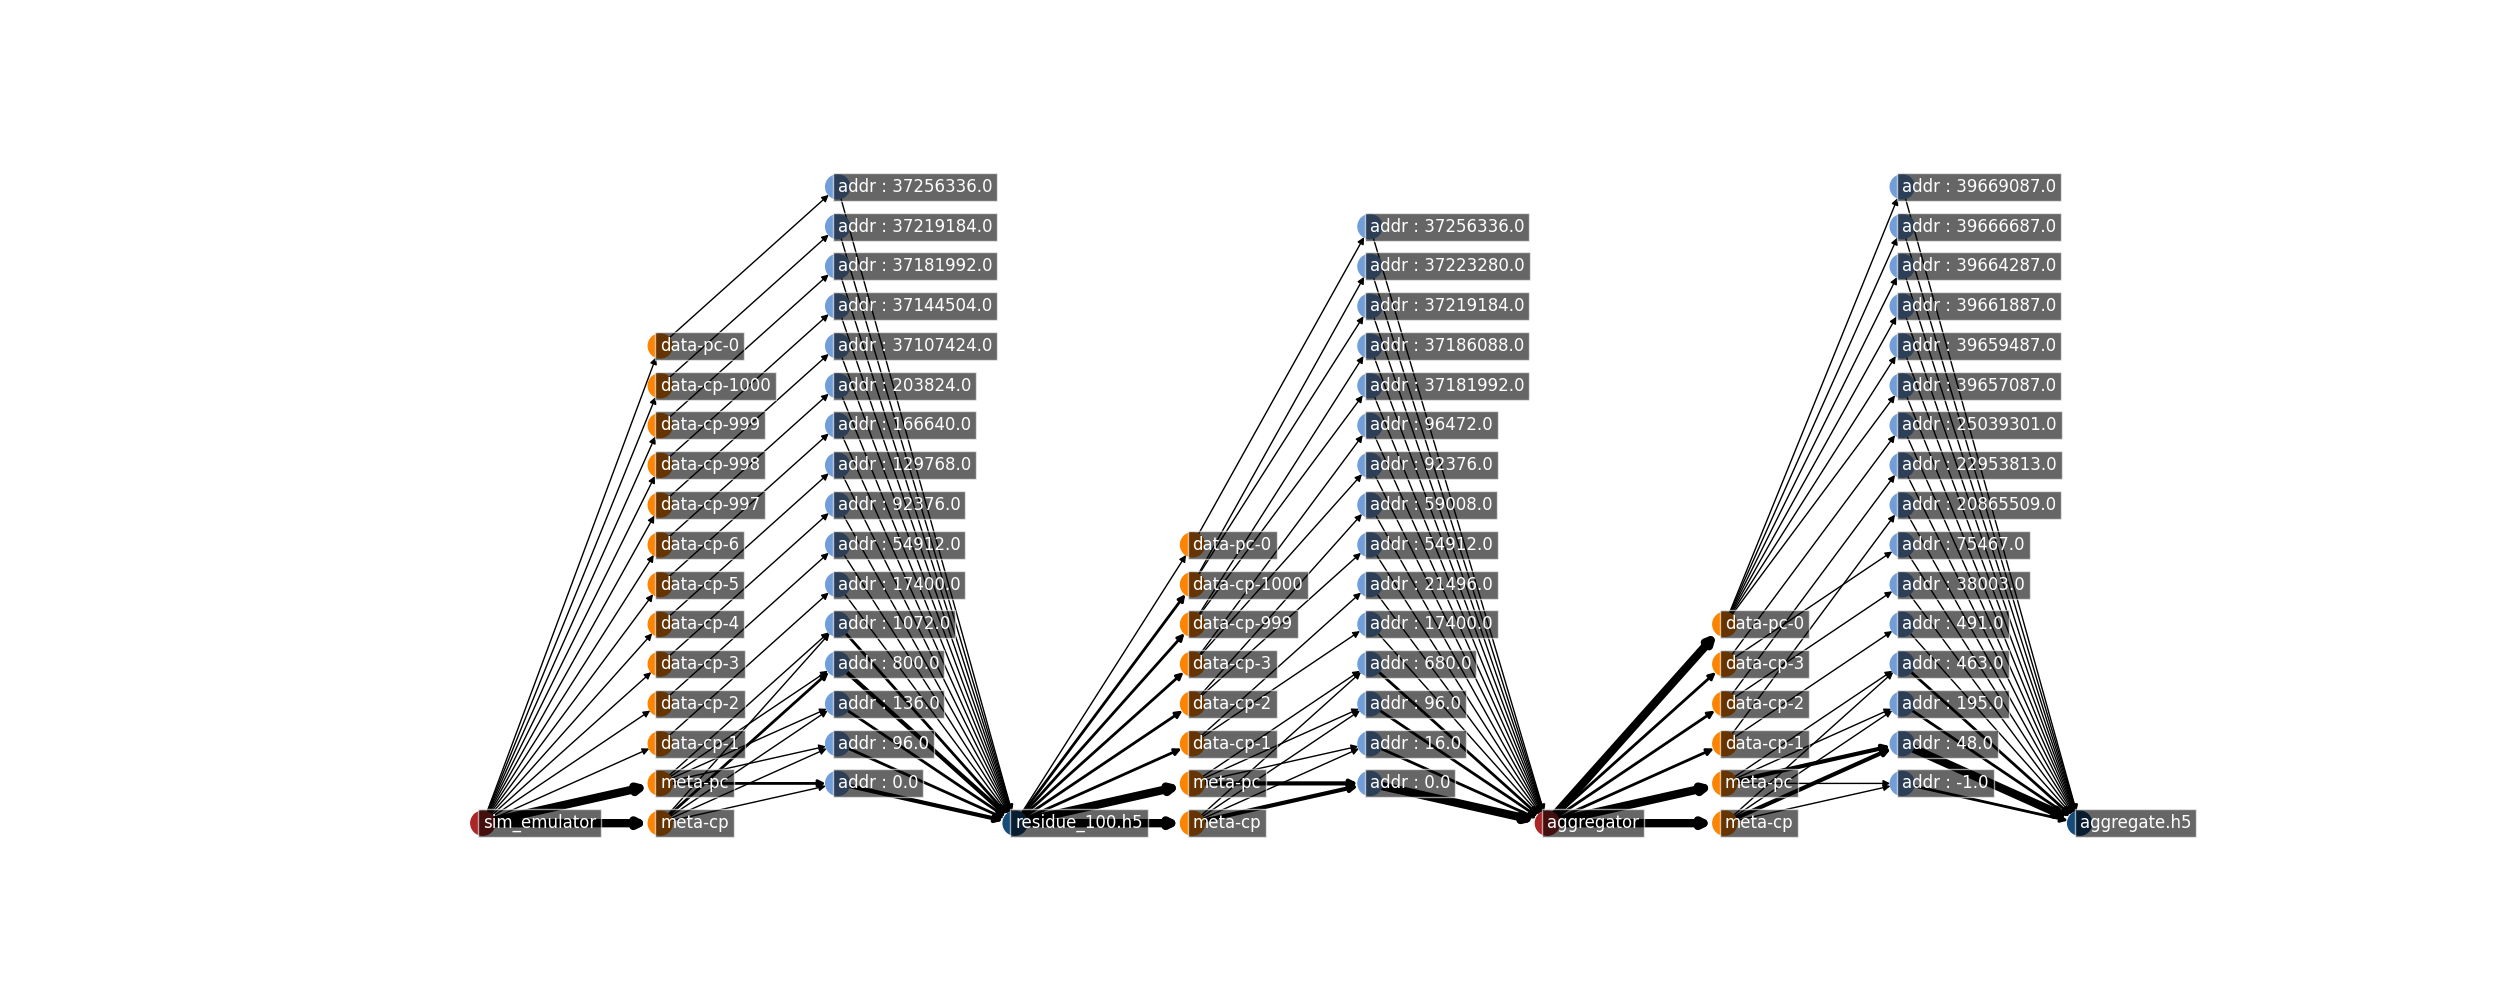 addr : 37256336.0
addr : 37219184.0
addr : 37181992.0
addr : 37144504.0
data-pc-0
addr : 37107424.0
data-cp-1000
addr : 203824.0
data-cp-999
addr : 166640.0
data-cp-998
addr : 129768.0
data-cp-997
addr : 92376.0
data-cp-6
addr : 54912.0
data-cp-5
addr : 17400.0
data-cp-4
addr : 1072.0
data-cp-3
addr : 800.0
data-cp-2
addr : 136.0
data-cp-1
addr : 96.0
meta-pc
addr : 0.0
sim_emulator
meta-cp
residue_100.h5
addr : 37256336.0
addr : 37223280.0
addr : 37219184.0
addr : 37186088.0
addr : 37181992.0
addr : 96472.0
addr : 92376.0
addr : 59008.0
data-pc-0
addr : 54912.0
data-cp-1000
addr : 21496.0
data-cp-999
addr : 17400.0
data-cp-3
addr : 680.0
data-cp-2
addr : 96.0
data-cp-1
addr : 16.0
meta-pc
addr : 0.0
meta-cp
aggregator
addr : 39669087.0
addr : 39666687.0
addr : 39664287.0
addr : 39661887.0
addr : 39659487.0
addr : 39657087.0
addr : 25039301.0
addr : 22953813.0
addr : 20865509.0
addr : 75467.0
addr : 38003.0
data-pc-0
addr : 491.0
data-cp-3
addr : 463.0
data-cp-2
addr : 195.0
data-cp-1
addr : 48.0
meta-pc
addr : -1.0
meta-cp
aggregate.h5